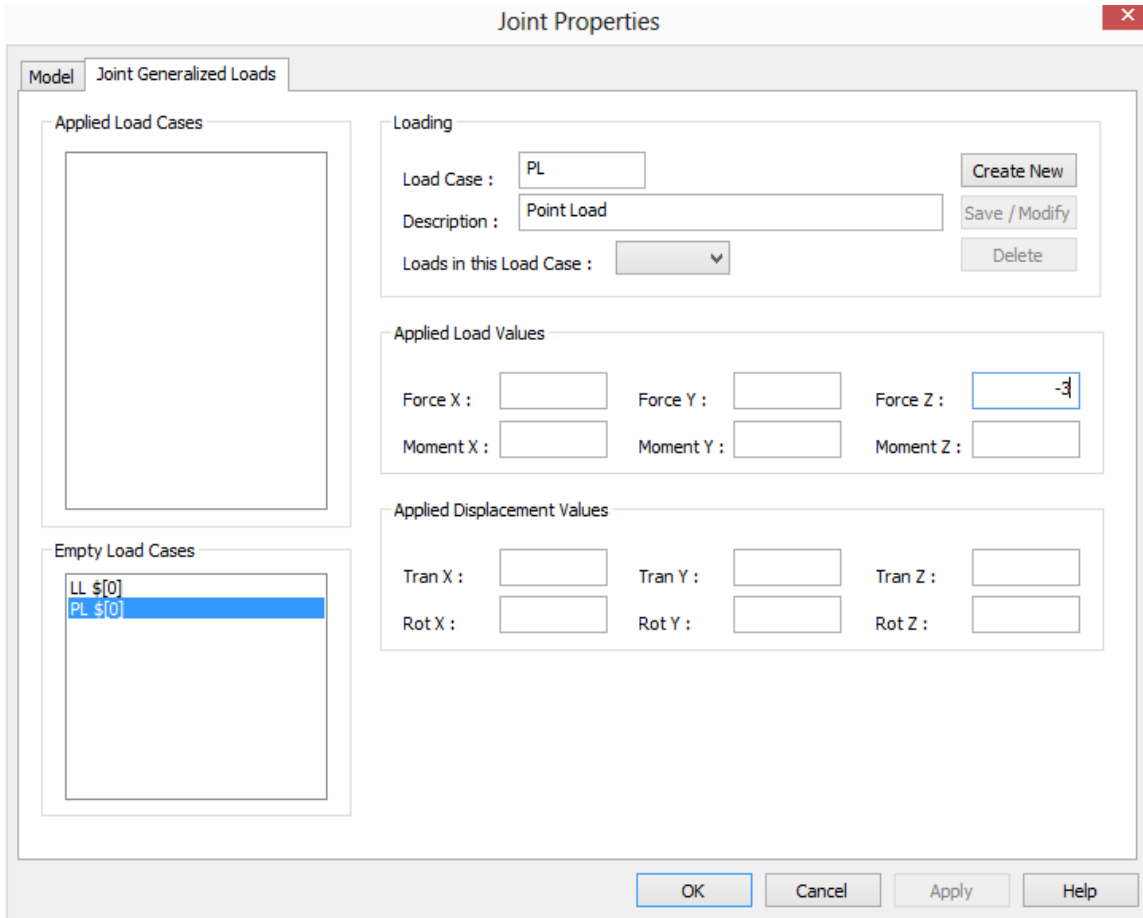 Joint Properties
Model
Joint Generalized Loads
Applied Load Cases
Empty Load Cases
LL $[0]
PL $[0]
Loading
Load Case : PL
Create New
Description : Point Load
Save / Modify
Loads in this Load Case :
Delete
Applied Load Values
Force X : Force Y : Force Z : -3
Moment X : Moment Y : Moment Z :
Applied Displacement Values
Tran X : Tran Y : Tran Z :
Rot X : Rot Y : Rot Z :
OK Cancel Apply Help